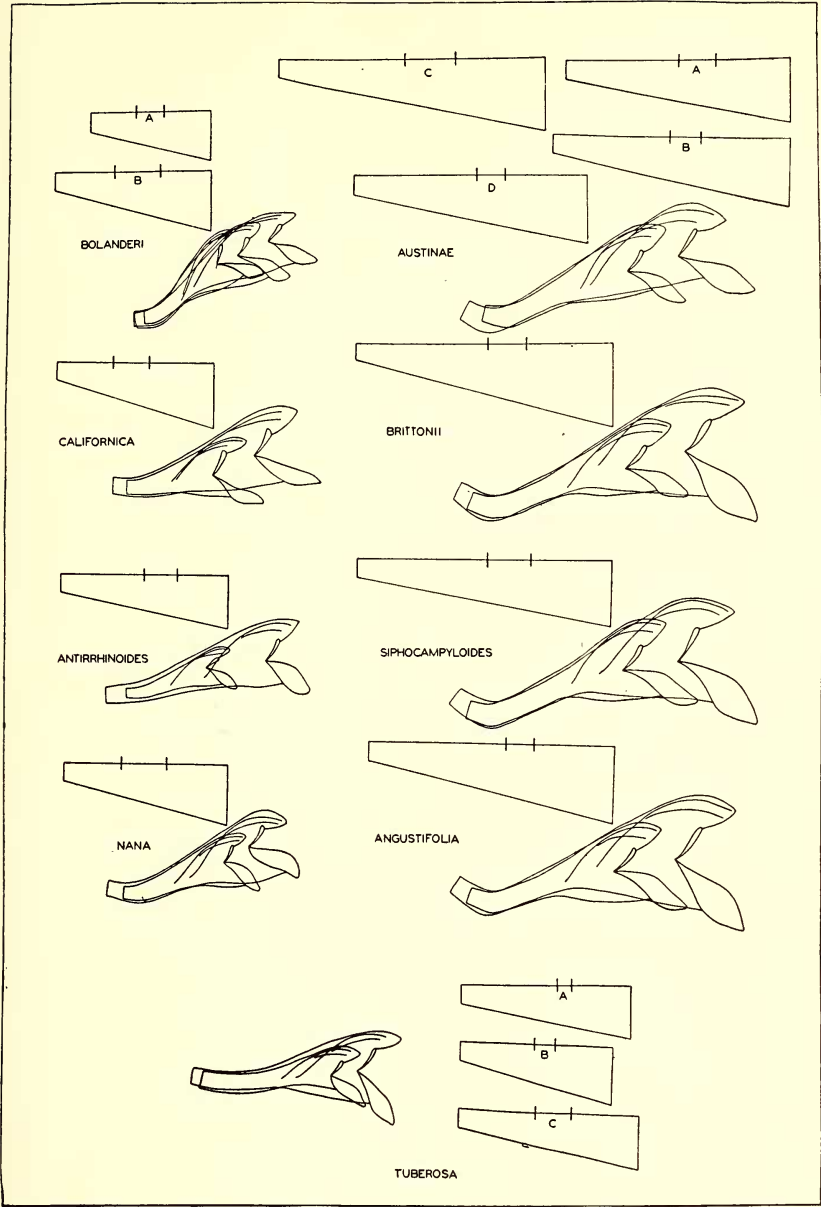 C
A
A
B
B
D
BOLANDERI
AUSTINAE
CALIFORNICA
BRITTONII
ANTIRRHINOIDES
SIPHOCAMPYLOIDES
NANA
ANGUSTIFOLIA
A
B
C
TUBEROSA